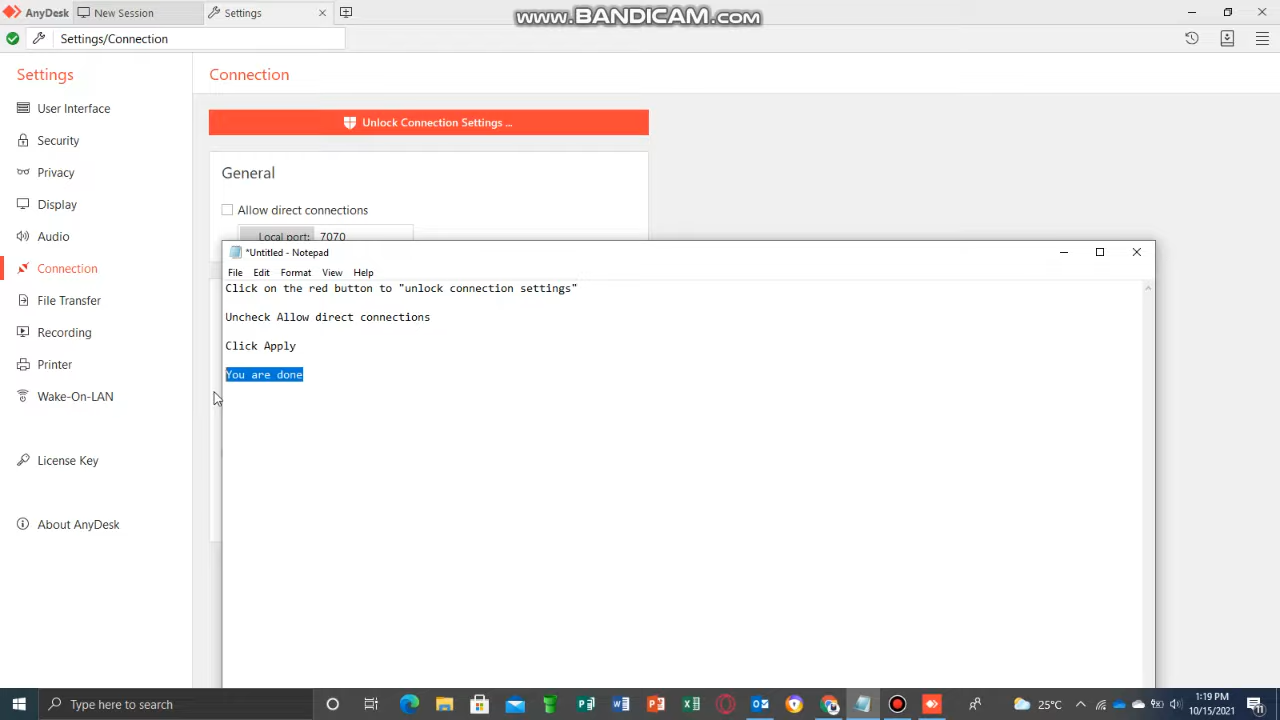 AnyDesk
New Session
Settings
www.BANDICAM.com
Settings/Connection
Settings
Connection
User Interface
Security
Privacy
Display
Audio
Connection
File Transfer
Recording
Printer
Wake-On-LAN
License Key
About AnyDesk
Unlock Connection Settings ...
General
Allow direct connections
Local port: 7070
*Untitled - Notepad
File Edit Format View Help
Click on the red button to "unlock connection settings"
Uncheck Allow direct connections
Click Apply
You are done
Type here to search
25°C
1:19 PM
10/15/2021
11